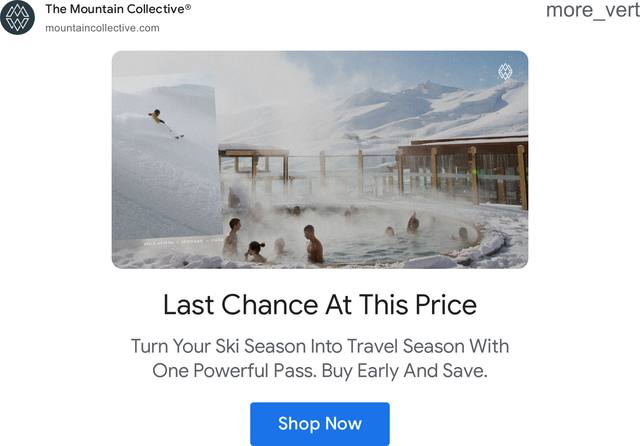 The Mountain Collective®
mountaincollective.com
more_vert
Last Chance At This Price
Turn Your Ski Season Into Travel Season With
One Powerful Pass. Buy Early And Save.
Shop Now